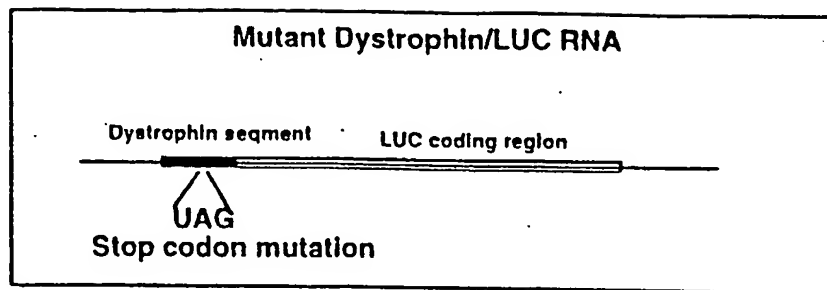 Mutant Dystrophin/LUC RNA
Dystrophin seqment
LUC coding region
UAG
Stop codon mutation